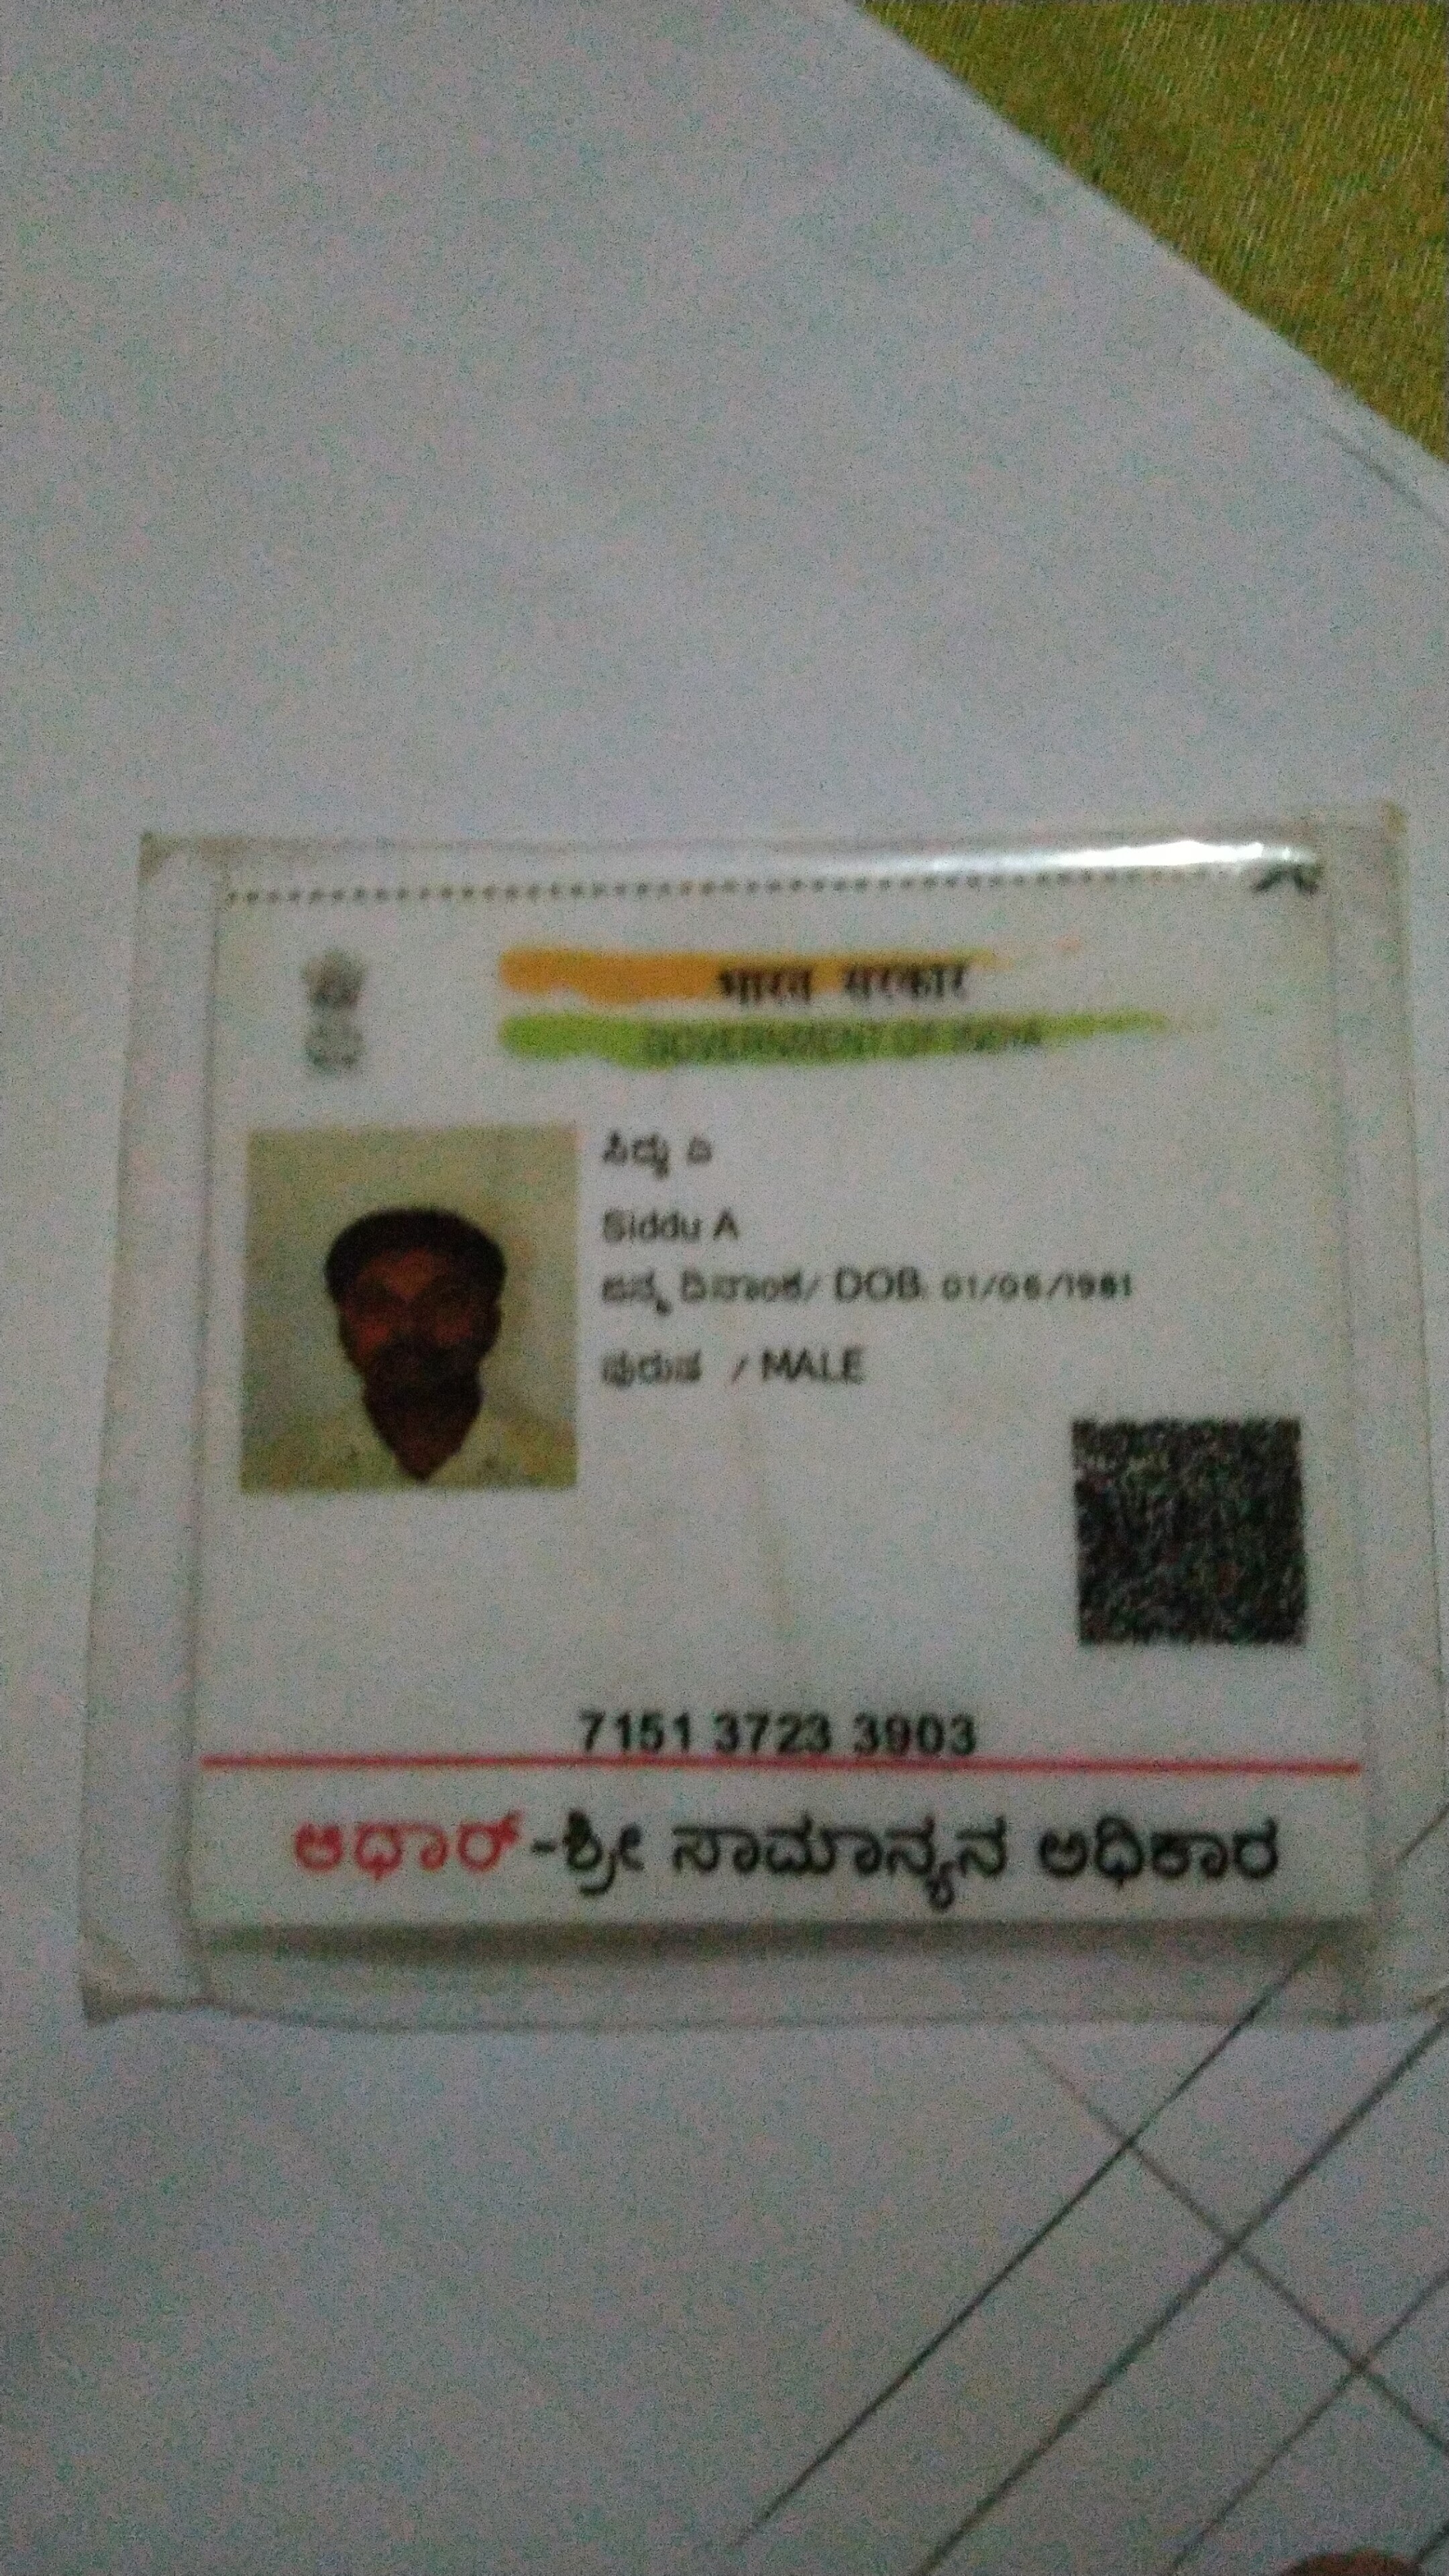 भारत सरकार
GOVERNMENT OF INDIA
ಸಿದ್ದು ಎ
Siddu A
ಜನ್ಮ ದಿನಾಂಕ/ DOB: 01/06/1981
ಪುರುಷ / MALE
7151 3723 3903
ಆಧಾರ್-ಶ್ರೀ ಸಾಮಾನ್ಯನ ಅಧಿಕಾರ